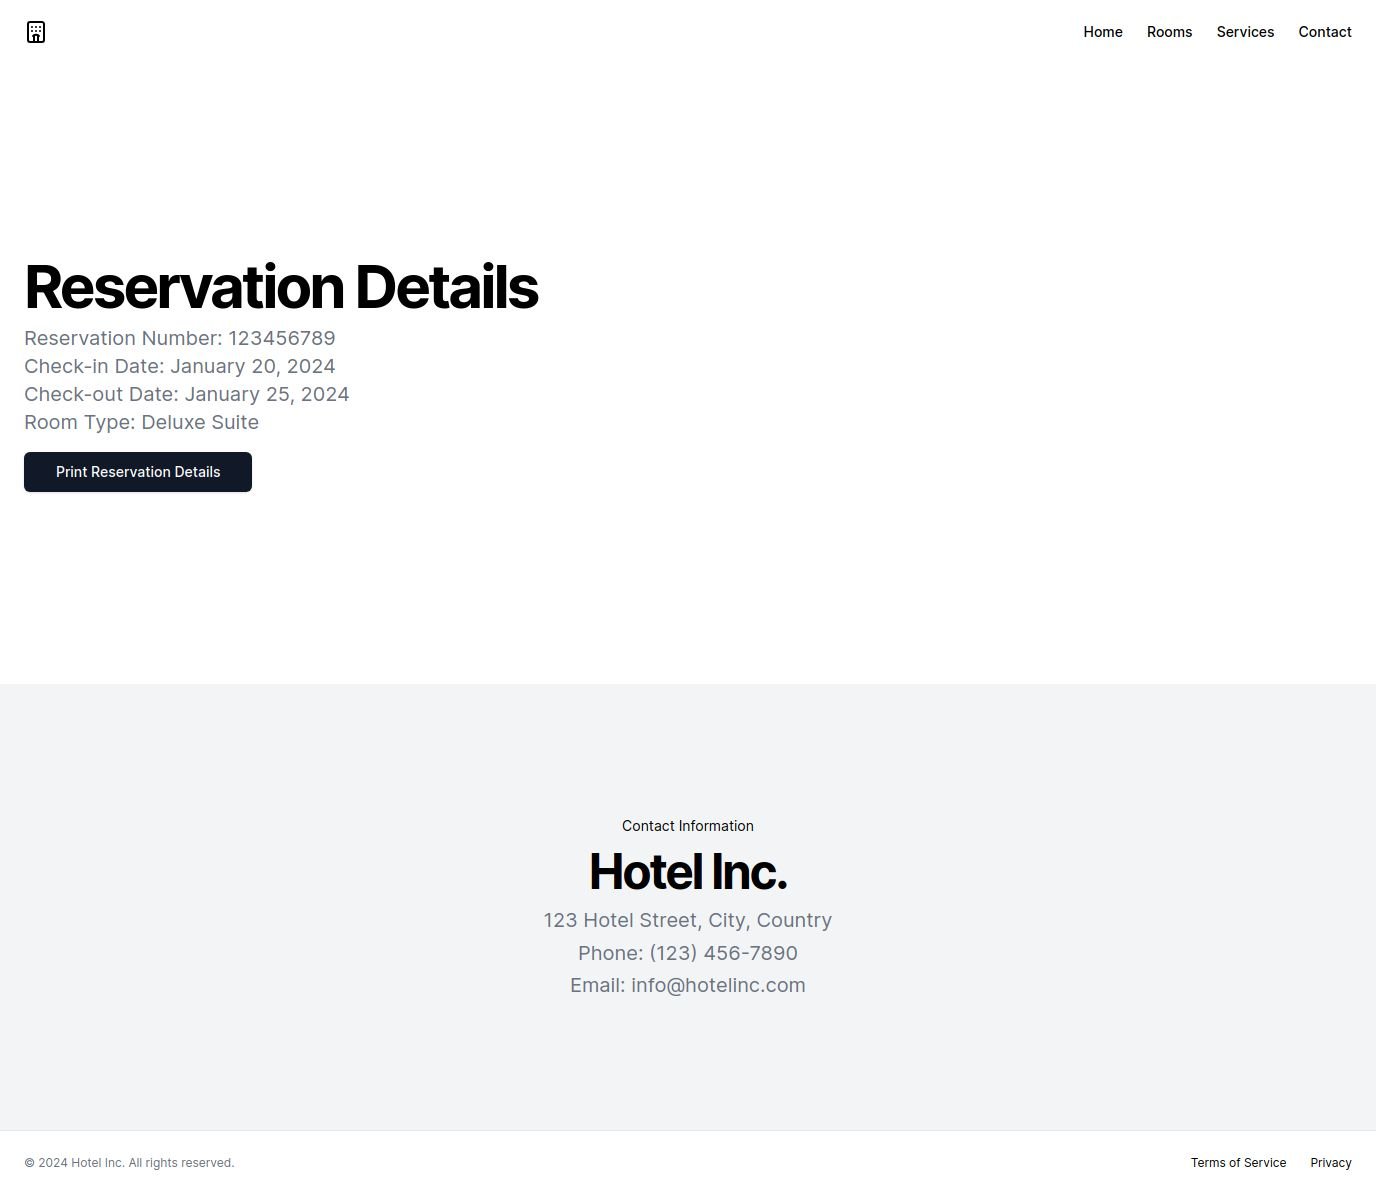 Home
Rooms
Services
Contact
Reservation Details
Reservation Number: 123456789
Check-in Date: January 20, 2024
Check-out Date: January 25, 2024
Room Type: Deluxe Suite
Print Reservation Details
Contact Information
Hotel Inc.
123 Hotel Street, City, Country
Phone: (123) 456-7890
Email: info@hotelinc.com
© 2024 Hotel Inc. All rights reserved.
Terms of Service
Privacy